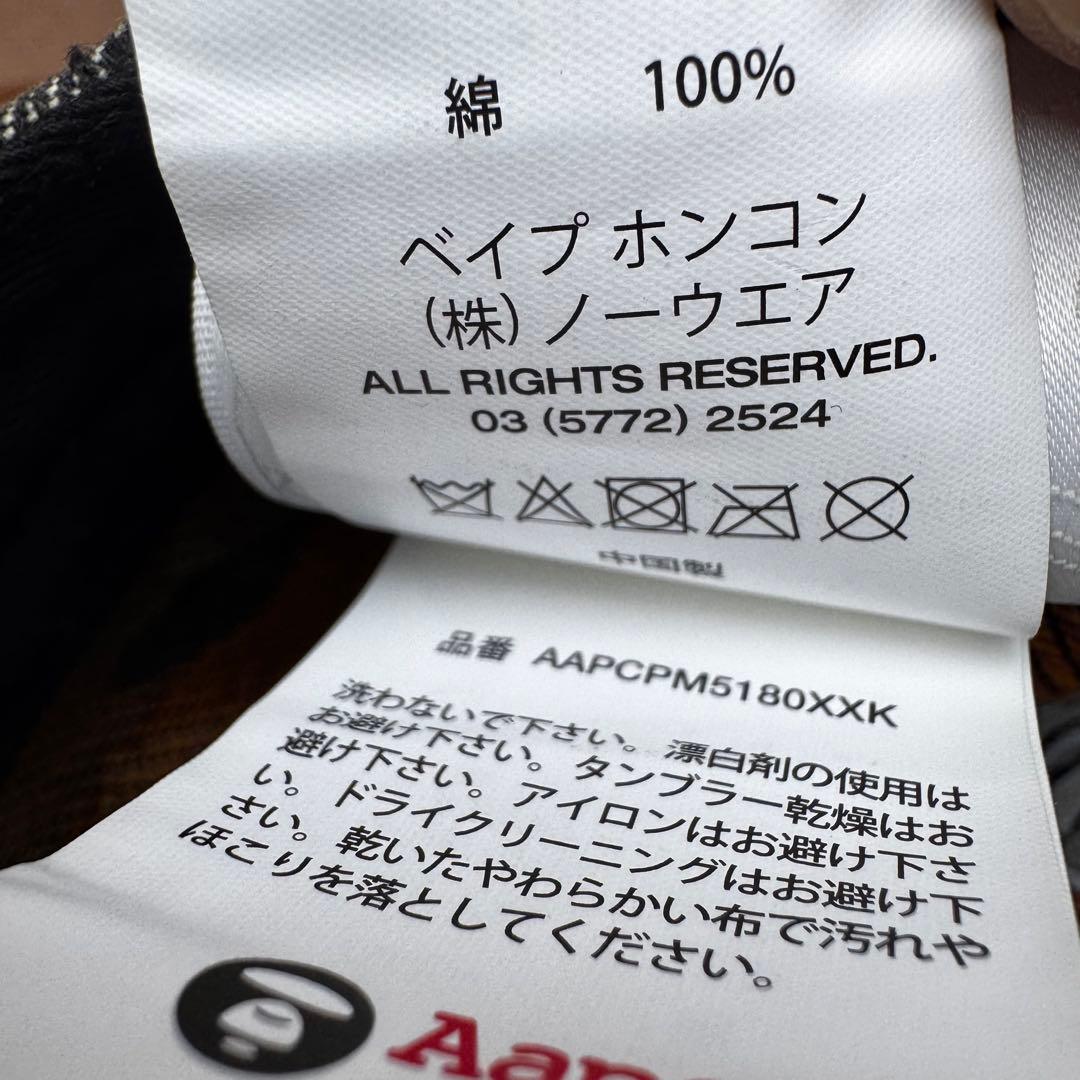 綿 100%
ベイプ ホンコン
(株) ノーウエア
ALL RIGHTS RESERVED.
03 (5772) 2524
中国製
品番 AAPCPM5180XXK
洗わないで下さい。漂白剤の使用は
お避け下さい。タンブラー乾燥はお
避け下さい。アイロンはお避け下さ
い。ドライクリーニングはお避け下
さい。乾いたやわらかい布で汚れや
ほこりを落としてください。